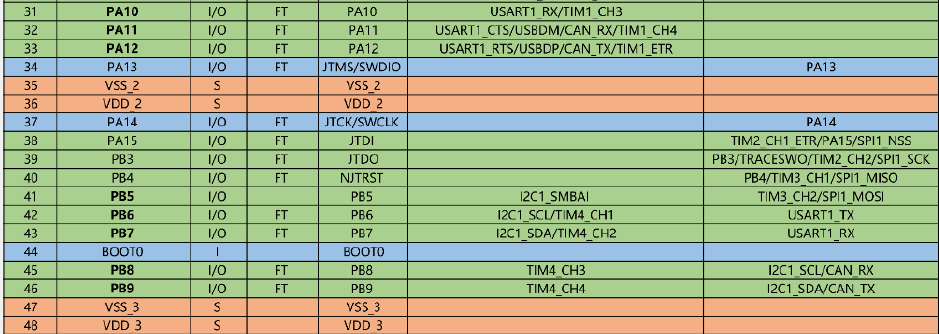 31 PA10 I/O FT PA10 USART1_RX/TIM1_CH3
32 PA11 I/O FT PA11 USART1_CTS/USBDM/CAN_RX/TIM1_CH4
33 PA12 I/O FT PA12 USART1_RTS/USBDP/CAN_TX/TIM1_ETR
34 PA13 I/O FT JTMS/SWDIO PA13
35 VSS_2 S VSS_2
36 VDD_2 S VDD_2
37 PA14 I/O FT JTCK/SWCLK PA14
38 PA15 I/O FT JTDI TIM2_CH1_ETR/PA15/SPI1_NSS
39 PB3 I/O FT JTDO PB3/TRACESWO/TIM2_CH2/SPI1_SCK
40 PB4 I/O FT NJTRST PB4/TIM3_CH1/SPI1_MISO
41 PB5 I/O PB5 I2C1_SMBAI TIM3_CH2/SPI1_MOSI
42 PB6 I/O FT PB6 I2C1_SCL/TIM4_CH1 USART1_TX
43 PB7 I/O FT PB7 I2C1_SDA/TIM4_CH2 USART1_RX
44 BOOT0 I BOOT0
45 PB8 I/O FT PB8 TIM4_CH3 I2C1_SCL/CAN_RX
46 PB9 I/O FT PB9 TIM4_CH4 I2C1_SDA/CAN_TX
47 VSS_3 S VSS_3
48 VDD_3 S VDD_3